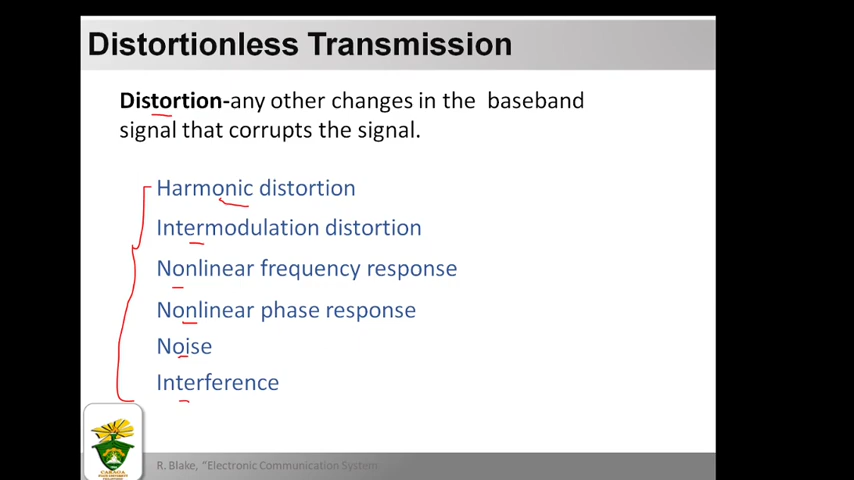 Distortionless Transmission
Distortion-any other changes in the baseband
signal that corrupts the signal.
Harmonic distortion
Intermodulation distortion
Nonlinear frequency response
Nonlinear phase response
Noise
Interference
CARAGA
R. Blake, “Electronic Communication System